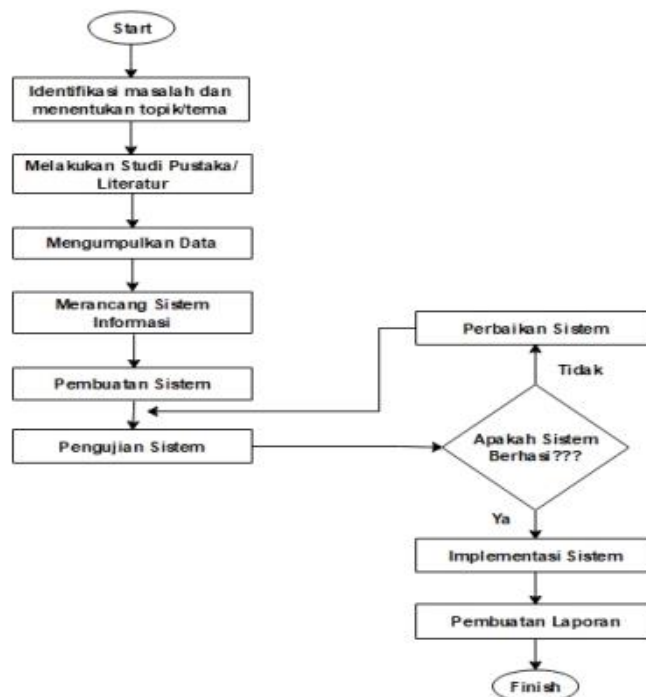 Start
Identifikasi masalah dan
menentukan topik/tema
Melakukan Studi Pustaka/
Literatur
Mengumpulkan Data
Merancang Sistem
Informasi
Pembuatan Sistem
Pengujian Sistem
Perbaikan Sistem
Tidak
Apakah Sistem
Berhasi???
Ya
Implementasi Sistem
Pembuatan Laporan
Finish